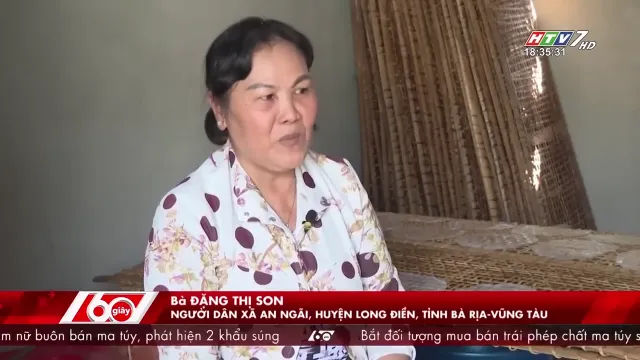 HTV7 HD
18:35:31
Bà ĐẶNG THỊ SON
NGƯỜI DÂN XÃ AN NGÃI, HUYỆN LONG ĐIỀN, TỈNH BÀ RỊA-VŨNG TÀU
60 giây
m nữ buôn bán ma túy, phát hiện 2 khẩu súng 60 giây Bắt đối tượng mua bán trái phép chất ma túy s